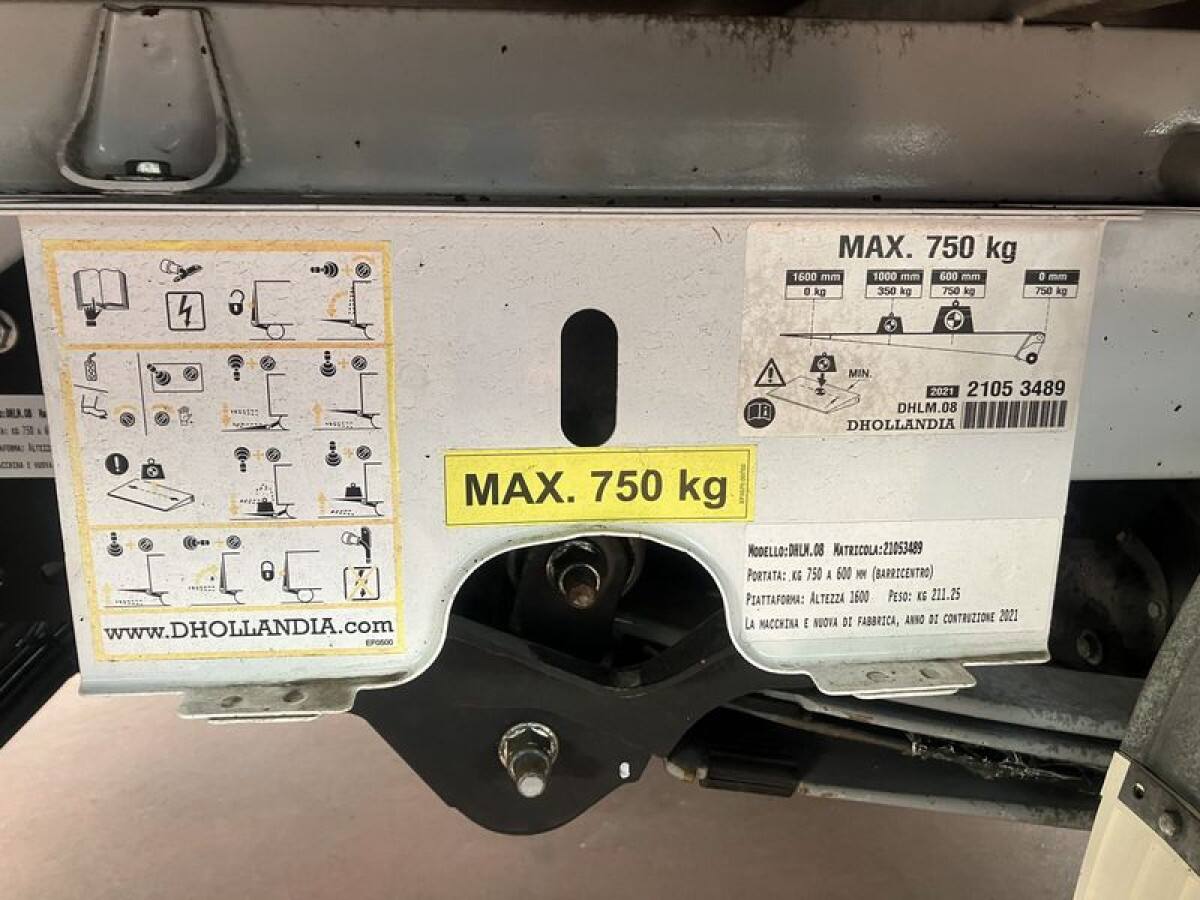 www.DHOLLANDIA.com
EF0500
MAX. 750 kg
MAX. 750 kg
1600 mm 1000 mm 600 mm 0 mm
0 kg 350 kg 750 kg 750 kg
MIN.
2021 2105 3489
DHLM.08
DHOLLANDIA
Modello:DHLM.08 Matricola:21053489
Portata: kg 750 a 600 mm (barricentro)
Piattaforma: Altezza 1600 Peso: kg 211.25
La macchina e nuova di fabbrica, anno di contruzione 2021